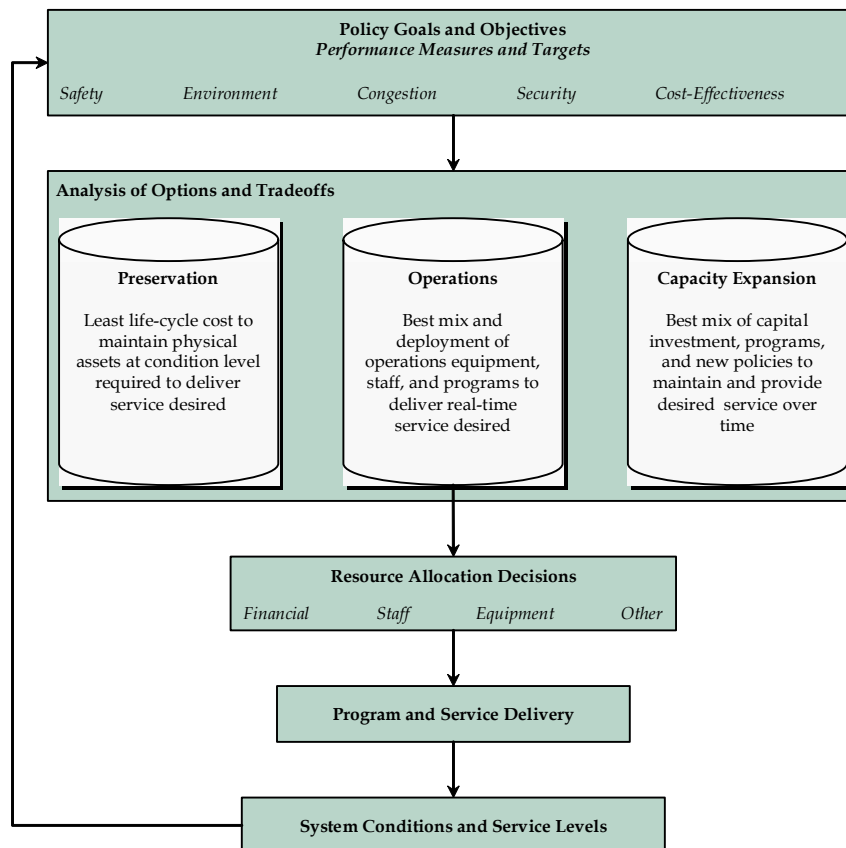 Policy Goals and Objectives
Performance Measures and Targets
Safety Environment Congestion Security Cost-Effectiveness
Analysis of Options and Tradeoffs
Preservation
Least life-cycle cost to
maintain physical
assets at condition level
required to deliver
service desired
Operations
Best mix and
deployment of
operations equipment,
staff, and programs to
deliver real-time
service desired
Capacity Expansion
Best mix of capital
investment, programs,
and new policies to
maintain and provide
desired service over
time
Resource Allocation Decisions
Financial Staff Equipment Other
Program and Service Delivery
System Conditions and Service Levels